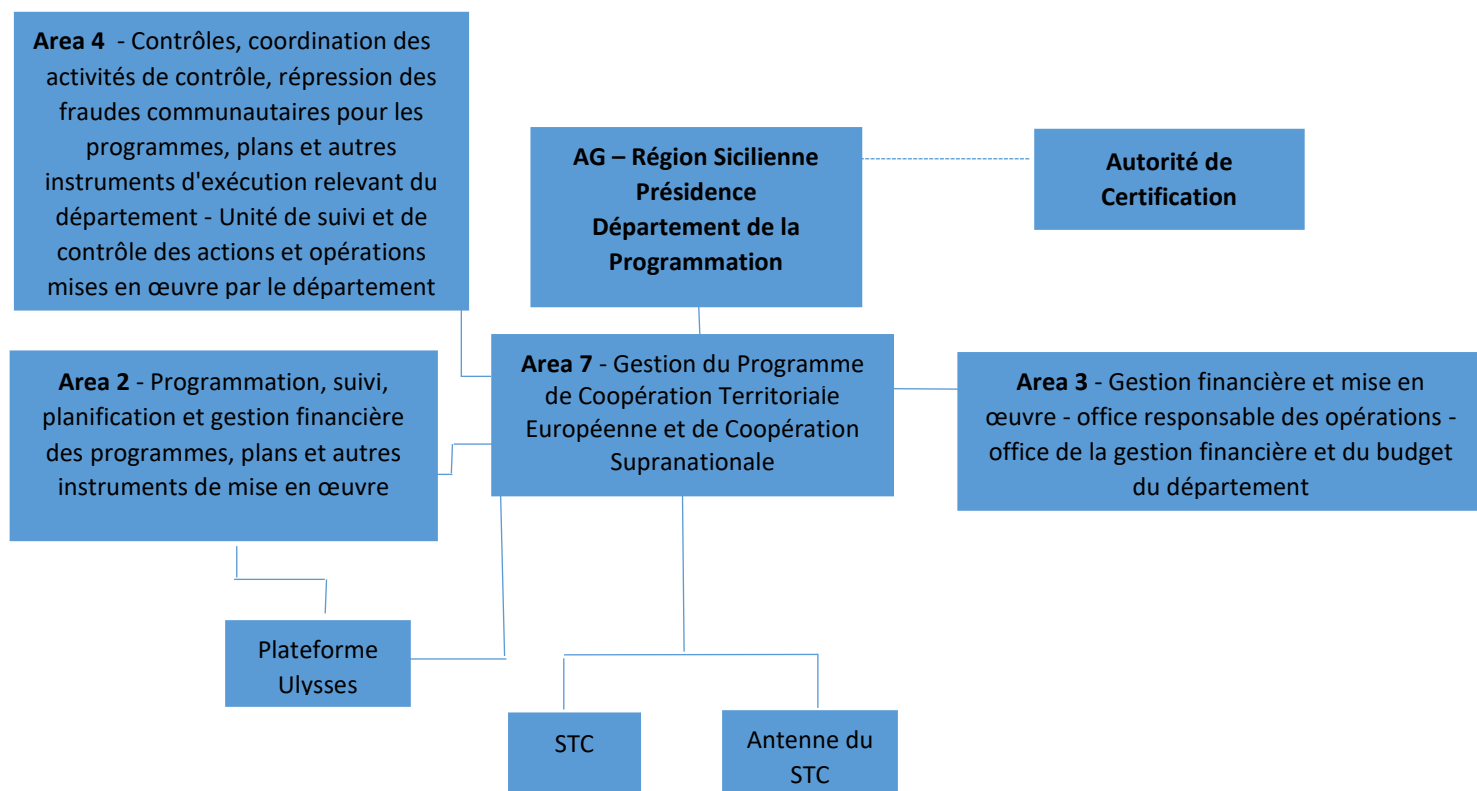 Area 4 - Contrôles, coordination des
activités de contrôle, répression des
fraudes communautaires pour les
programmes, plans et autres
instruments d'exécution relevant du
département - Unité de suivi et de
contrôle des actions et opérations
mises en œuvre par le département
AG – Région Sicilienne
Présidence
Département de la
Programmation
Autorité de
Certification
Area 2 - Programmation, suivi,
planification et gestion financière
des programmes, plans et autres
instruments de mise en œuvre
Area 7 - Gestion du Programme
de Coopération Territoriale
Européenne et de Coopération
Supranationale
Area 3 - Gestion financière et mise en
œuvre - office responsable des opérations -
office de la gestion financière et du budget
du département
Plateforme
Ulysses
STC
Antenne du
STC